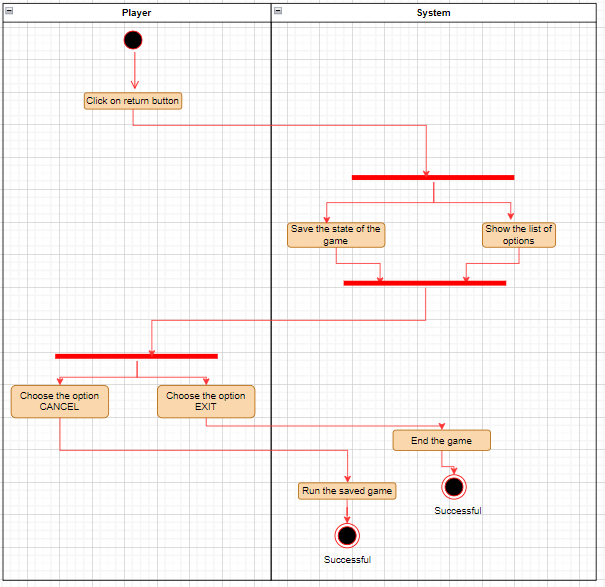 Player
System
Click on return button
Save the state of the
game
Show the list of
options
Choose the option
CANCEL
Choose the option
EXIT
End the game
Run the saved game
Successful
Successful